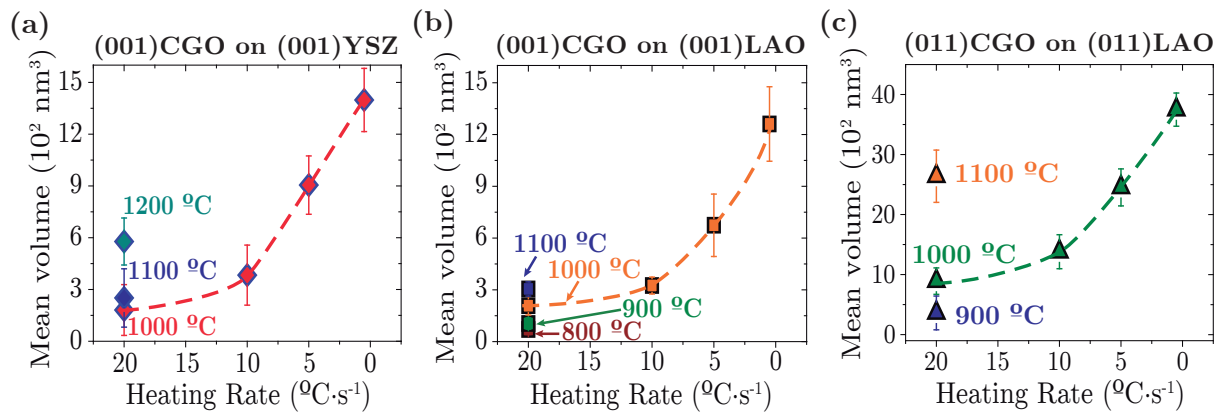 (a)
(001)CGO on (001)YSZ
Mean volume (10² nm³)
15
12
9
6
3
0
1200 ºC
1100 ºC
1000 ºC
20 15 10 5 0
Heating Rate (ºC·s⁻¹)
(b)
(001)CGO on (001)LAO
Mean volume (10² nm³)
15
12
9
6
3
0
1100 ºC
1000 ºC
900 ºC
800 ºC
20 15 10 5 0
Heating Rate (ºC·s⁻¹)
(c)
(011)CGO on (011)LAO
Mean volume (10² nm³)
40
30
20
10
0
1100 ºC
1000 ºC
900 ºC
20 15 10 5 0
Heating Rate (ºC·s⁻¹)